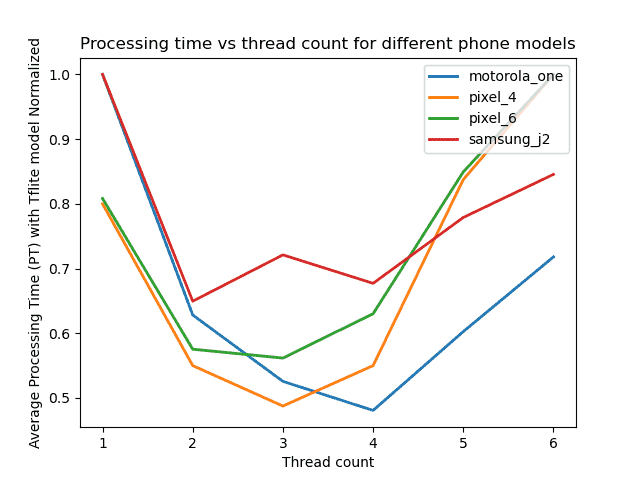 Processing time vs thread count for different phone models
Average Processing Time (PT) with Tflite model Normalized
1.0
0.9
0.8
0.7
0.6
0.5
motorola_one
pixel_4
pixel_6
samsung_j2
1 2 3 4 5 6
Thread count